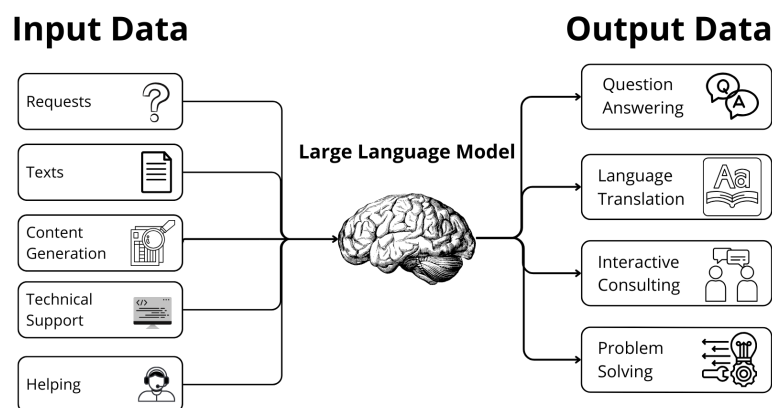 Input Data
Output Data
Requests
Texts
Content
Generation
Technical
Support
</>
Helping
Large Language Model
Question
Answering
Q
A
Language
Translation
Aa
Interactive
Consulting
Problem
Solving